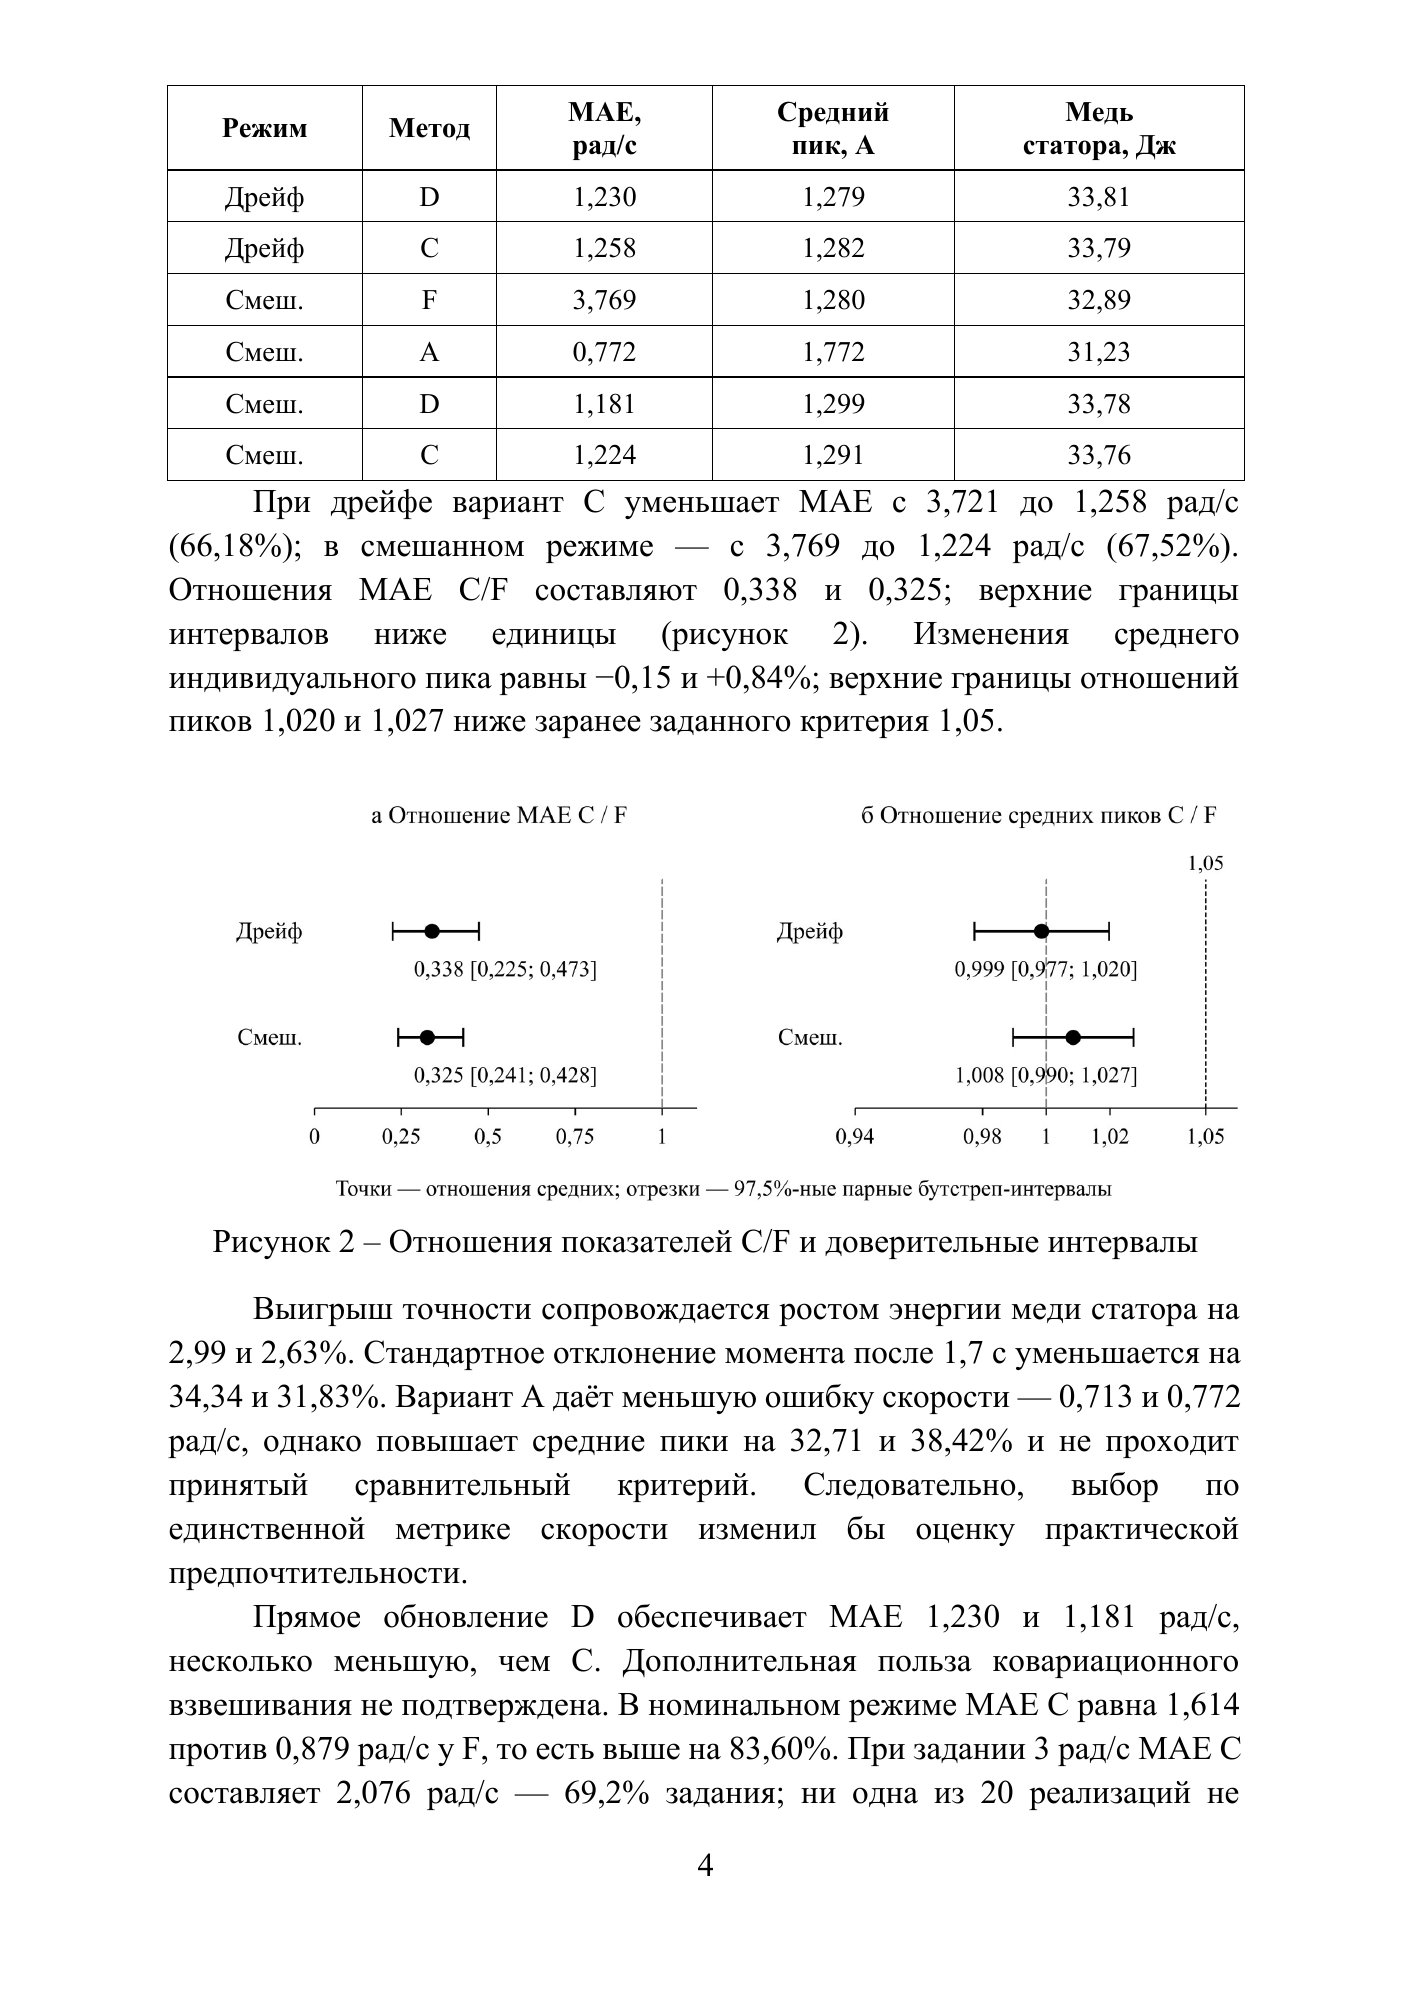 Режим Метод MAE, рад/с Средний пик, А Медь статора, Дж
Дрейф D 1,230 1,279 33,81
Дрейф C 1,258 1,282 33,79
Смеш. F 3,769 1,280 32,89
Смеш. A 0,772 1,772 31,23
Смеш. D 1,181 1,299 33,78
Смеш. C 1,224 1,291 33,76
При дрейфе вариант C уменьшает MAE с 3,721 до 1,258 рад/с
(66,18%); в смешанном режиме — с 3,769 до 1,224 рад/с (67,52%).
Отношения MAE C/F составляют 0,338 и 0,325; верхние границы
интервалов ниже единицы (рисунок 2). Изменения среднего
индивидуального пика равны −0,15 и +0,84%; верхние границы отношений
пиков 1,020 и 1,027 ниже заранее заданного критерия 1,05.
а Отношение MAE C / F
Дрейф
0,338 [0,225; 0,473]
Смеш.
0,325 [0,241; 0,428]
0 0,25 0,5 0,75 1
б Отношение средних пиков C / F
1,05
Дрейф
0,999 [0,977; 1,020]
Смеш.
1,008 [0,990; 1,027]
0,94 0,98 1 1,02 1,05
Точки — отношения средних; отрезки — 97,5%-ные парные бутстреп-интервалы
Рисунок 2 – Отношения показателей C/F и доверительные интервалы
Выигрыш точности сопровождается ростом энергии меди статора на
2,99 и 2,63%. Стандартное отклонение момента после 1,7 с уменьшается на
34,34 и 31,83%. Вариант A даёт меньшую ошибку скорости — 0,713 и 0,772
рад/с, однако повышает средние пики на 32,71 и 38,42% и не проходит
принятый сравнительный критерий. Следовательно, выбор по
единственной метрике скорости изменил бы оценку практической
предпочтительности.
Прямое обновление D обеспечивает MAE 1,230 и 1,181 рад/с,
несколько меньшую, чем C. Дополнительная польза ковариационного
взвешивания не подтверждена. В номинальном режиме MAE C равна 1,614
против 0,879 рад/с у F, то есть выше на 83,60%. При задании 3 рад/с MAE C
составляет 2,076 рад/с — 69,2% задания; ни одна из 20 реализаций не
4